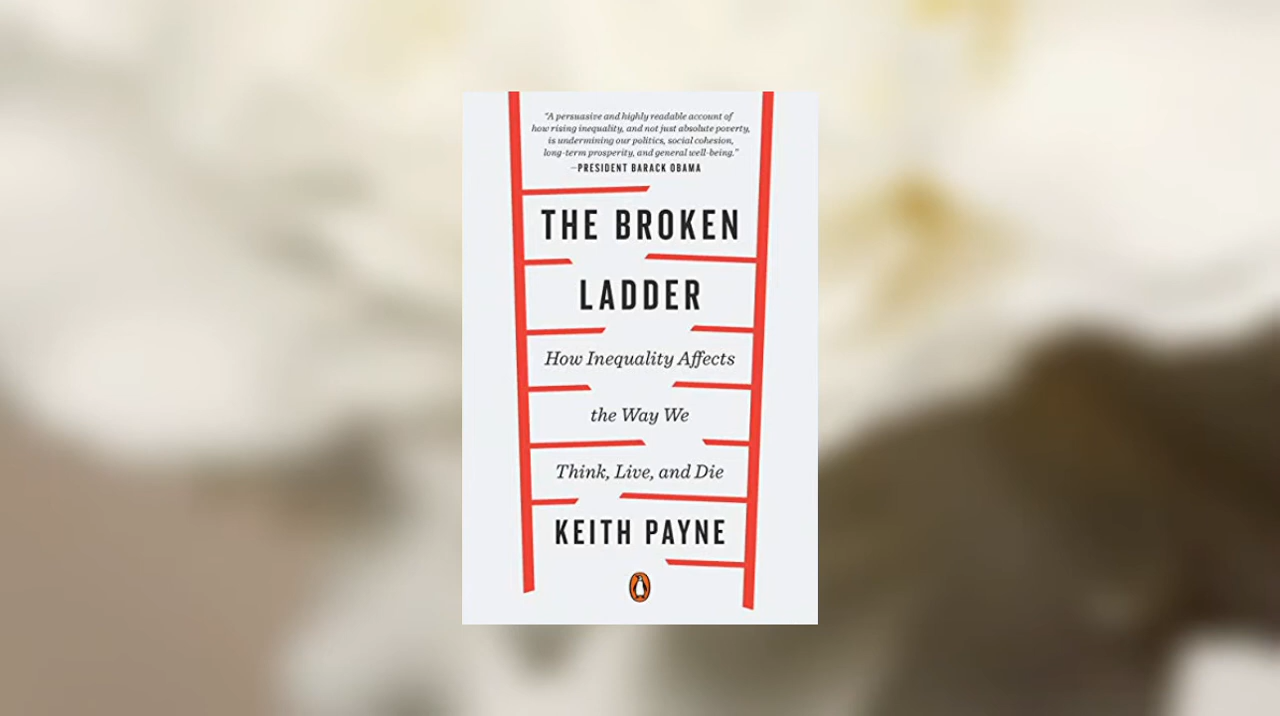 "A persuasive and highly readable account of
how rising inequality, and not just absolute poverty,
is undermining our politics, social cohesion,
long-term prosperity, and general well-being."
—PRESIDENT BARACK OBAMA
THE BROKEN
LADDER
How Inequality Affects
the Way We
Think, Live, and Die
KEITH PAYNE